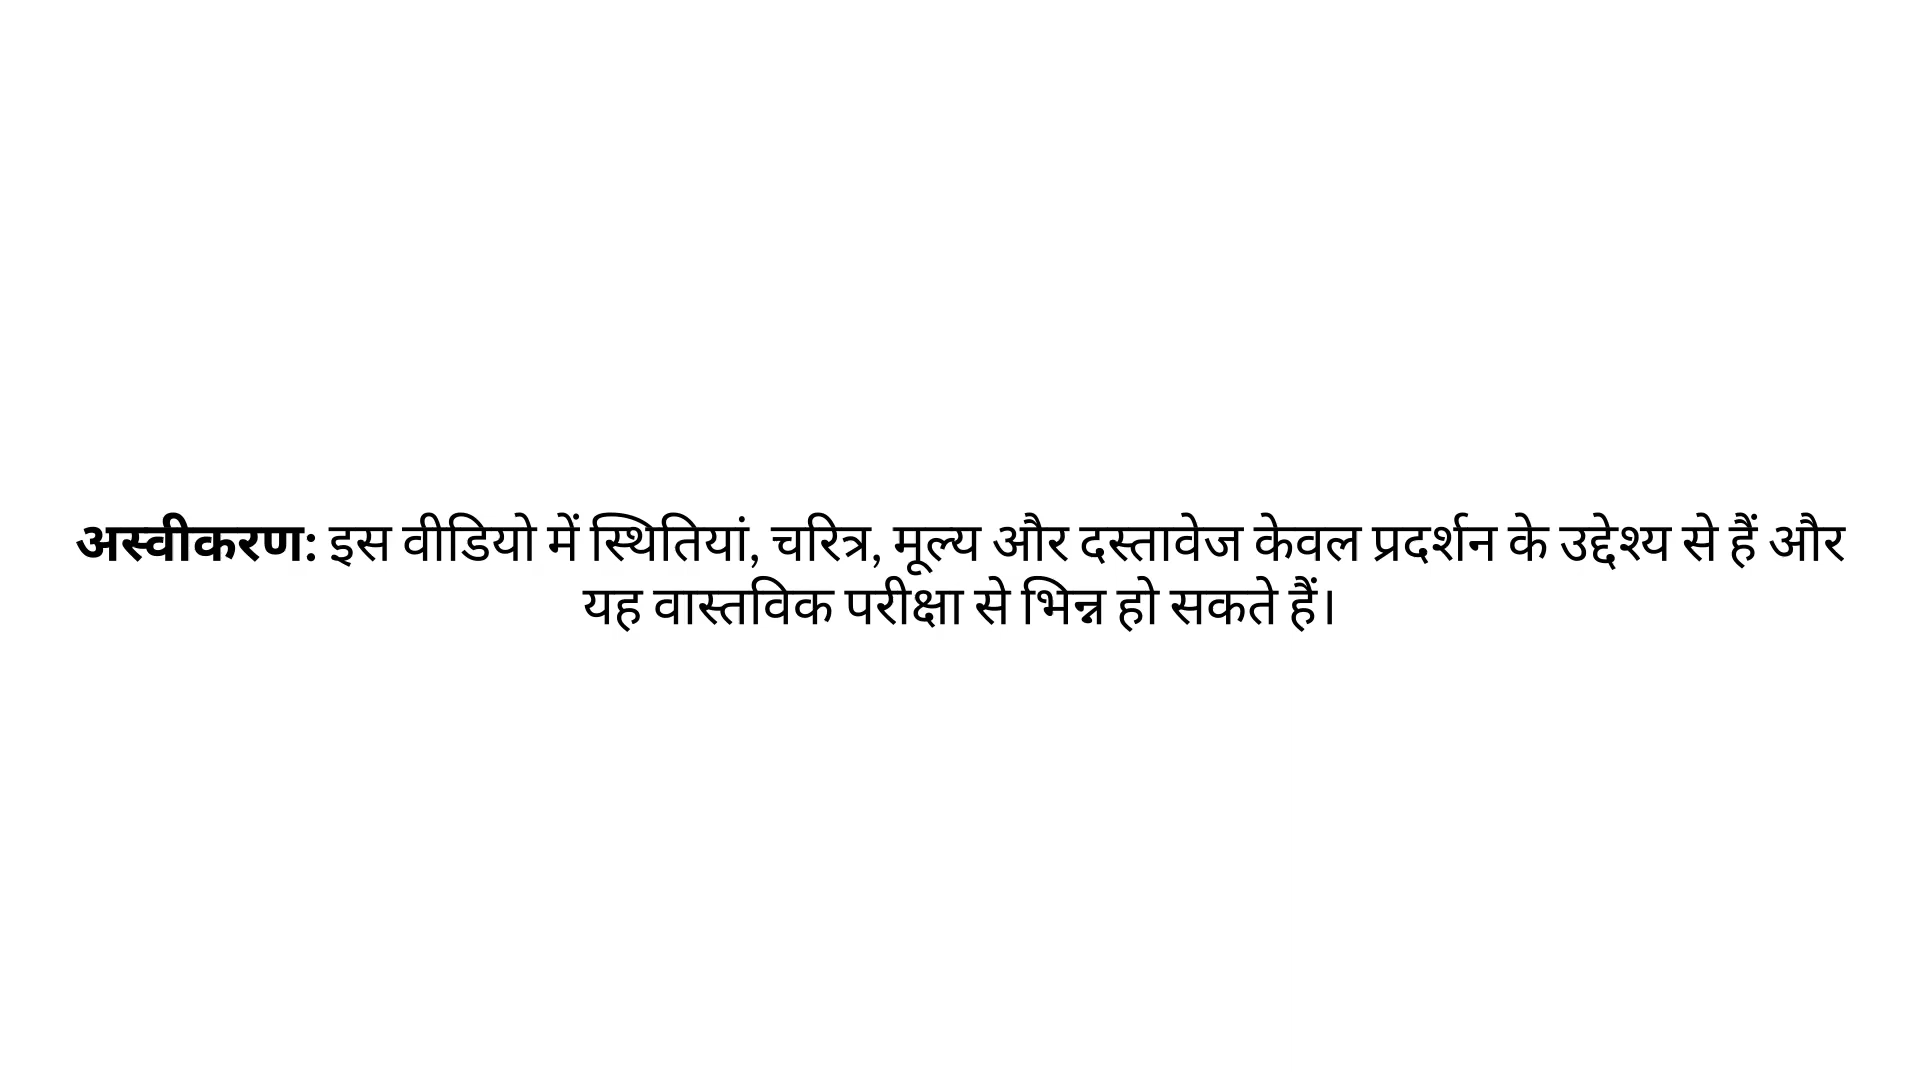 अस्वीकरण: इस वीडियो में स्थितियां, चरित्र, मूल्य और दस्तावेज केवल प्रदर्शन के उद्देश्य से हैं और
यह वास्तविक परीक्षा से भिन्न हो सकते हैं।